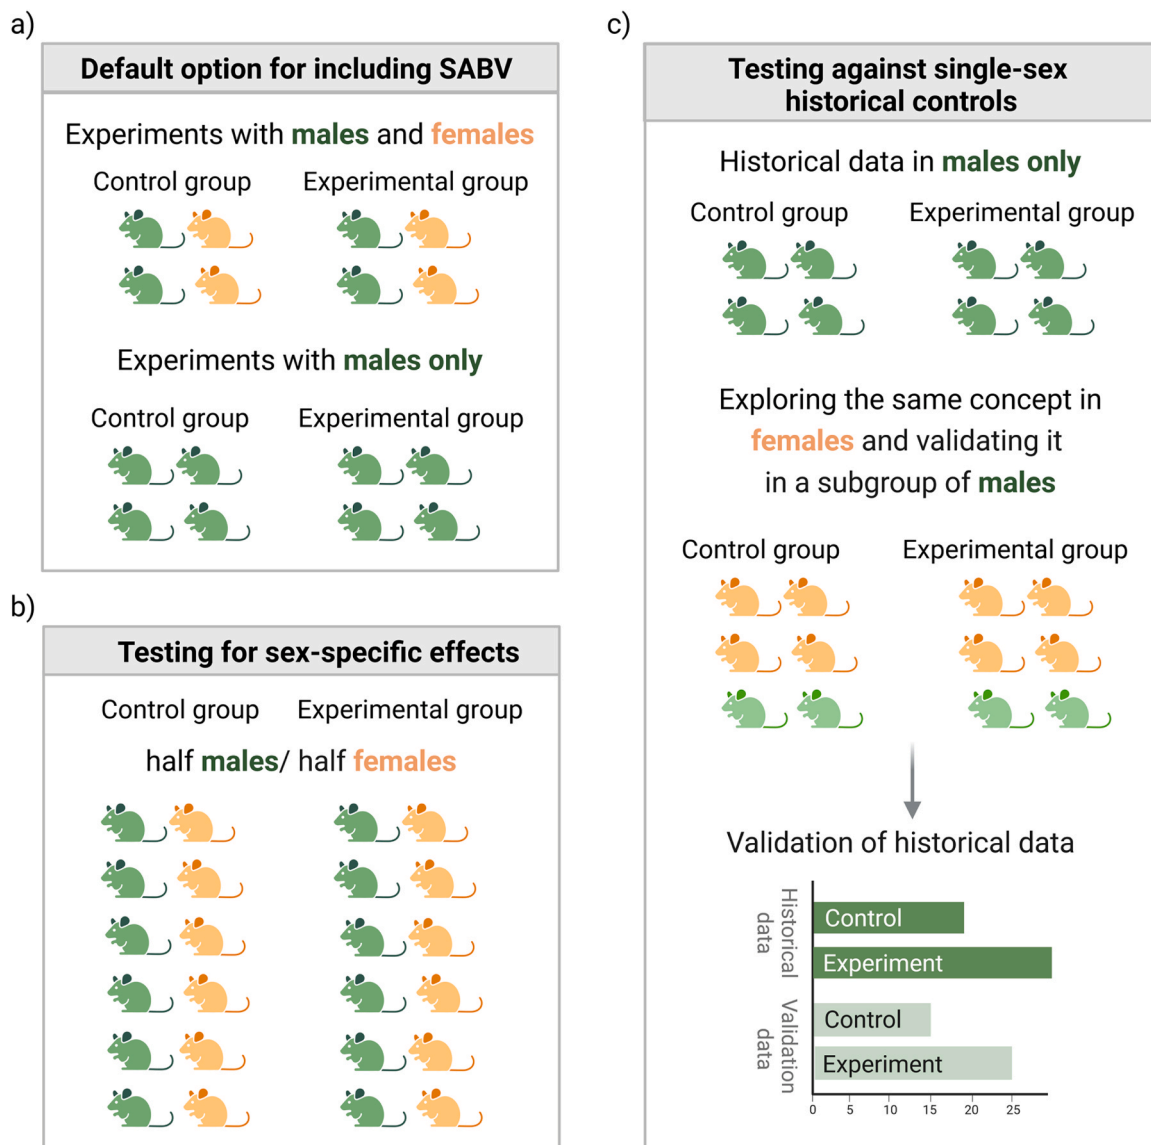 a)
Default option for including SABV
Experiments with males and females
Control group
Experimental group
Experiments with males only
Control group
Experimental group
b)
Testing for sex-specific effects
Control group
Experimental group
half males/ half females
c)
Testing against single-sex
historical controls
Historical data in males only
Control group
Experimental group
Exploring the same concept in
females and validating it
in a subgroup of males
Control group
Experimental group
Validation of historical data
Historical
data
Control
Experiment
Validation
data
Control
Experiment
0 5 10 15 20 25